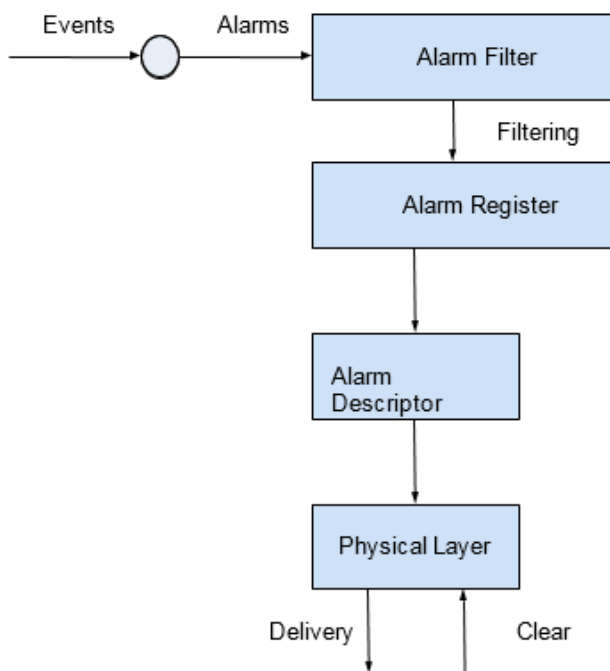 Events
Alarms
Alarm Filter
Filtering
Alarm Register
Alarm
Descriptor
Physical Layer
Delivery
Clear